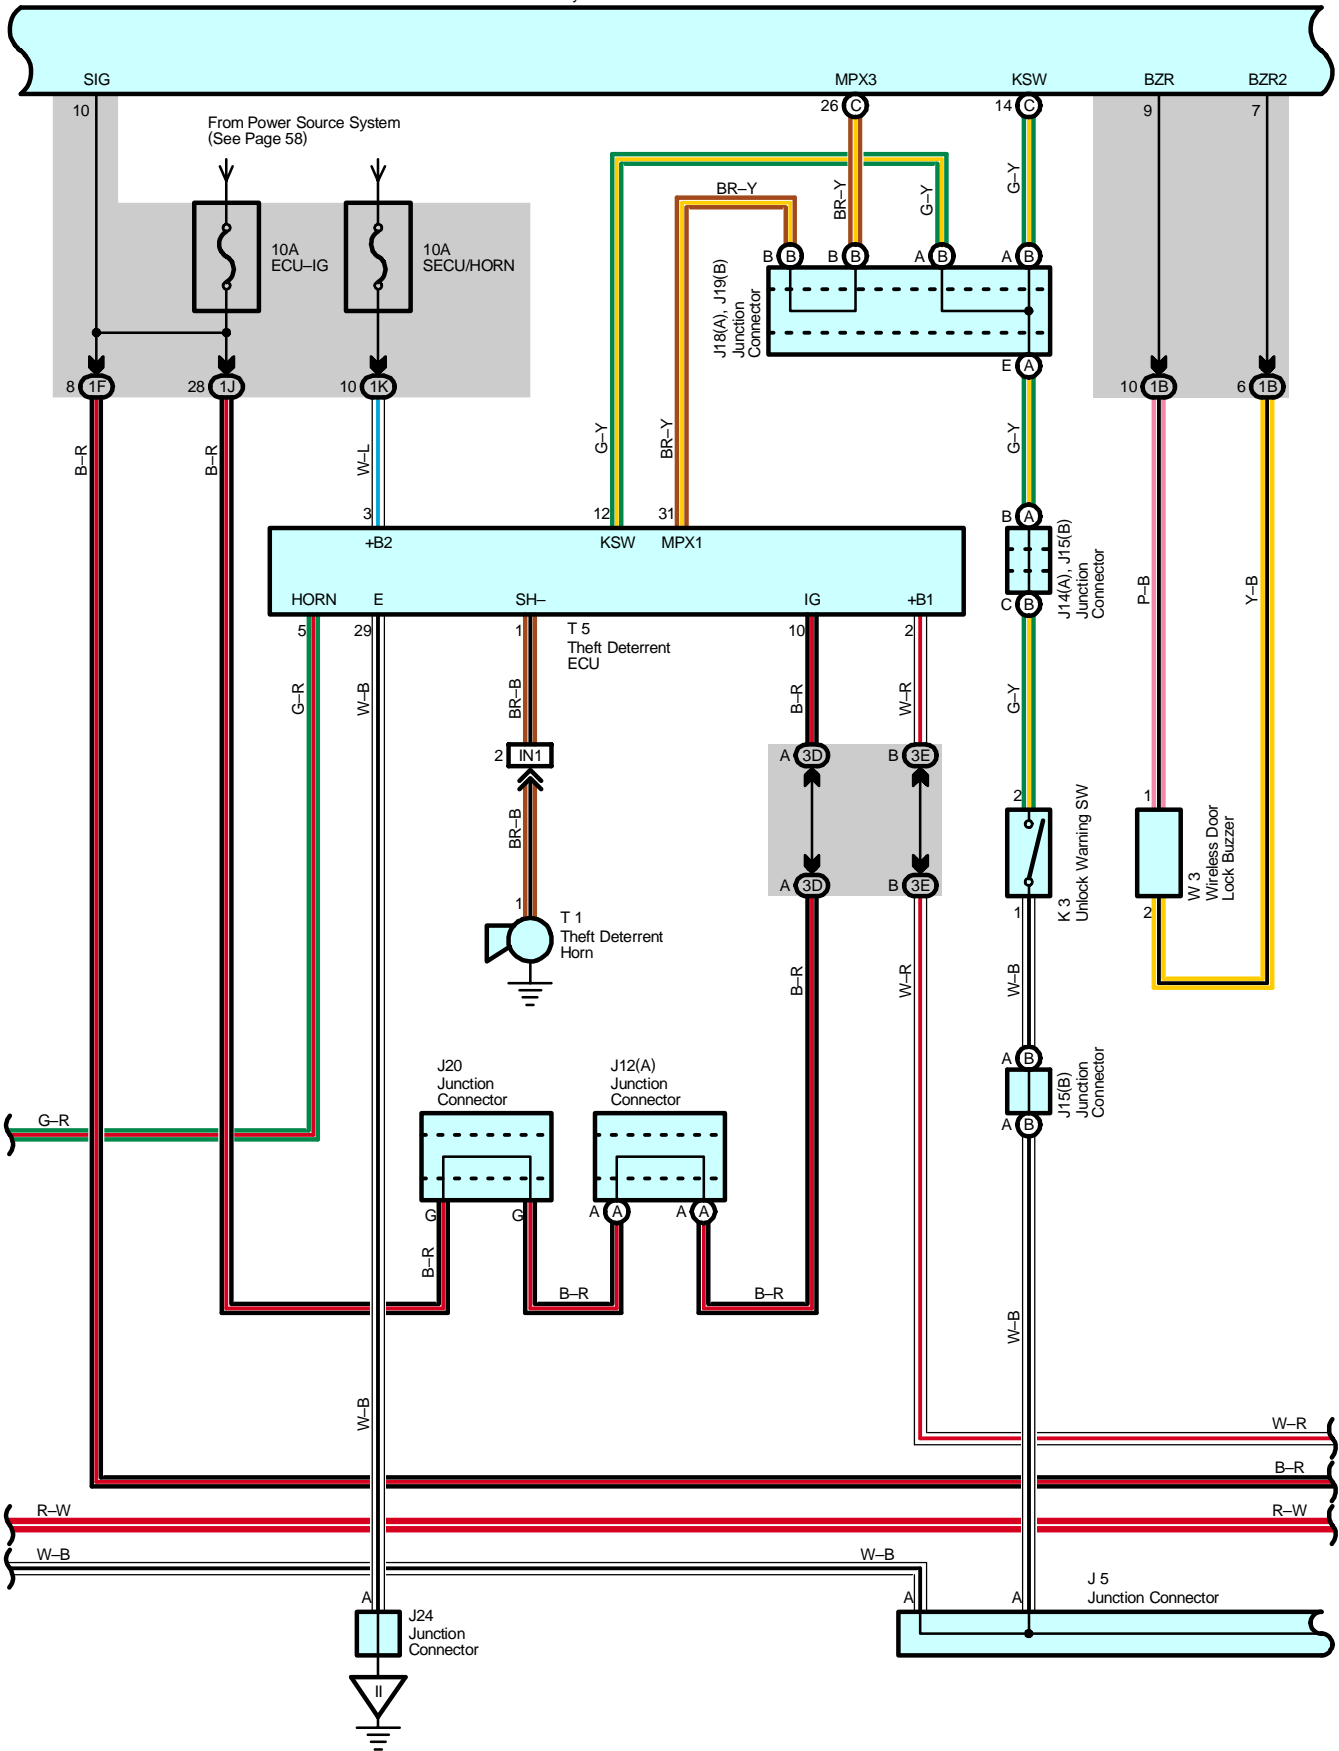 SIG
MPX3
KSW
BZR
BZR2
10
26 C
14 C
9
7
From Power Source System
(See Page 58)
10A
ECU–IG
10A
SECU/HORN
BR–Y
BR–Y
G–Y
G–Y
B B
B B
A B
A B
J18(A), J19(B)
Junction
Connector
E A
8 1F
28 1J
10 1K
10 1B
6 1B
B–R
B–R
W–L
G–Y
BR–Y
G–Y
3
12
31
+B2
KSW
MPX1
B A
J14(A), J15(B)
Junction
Connector
C B
P–B
Y–B
HORN
E
SH–
IG
+B1
5
29
1
10
2
T 5
Theft Deterrent
ECU
G–R
W–B
BR–B
B–R
W–R
G–Y
2 IN1
A 3D
B 3E
BR–B
2
1
K 3
Unlock Warning SW
W 3
Wireless Door
Lock Buzzer
A 3D
B 3E
1
1
2
T 1
Theft Deterrent
Horn
B–R
W–R
W–B
J20
Junction
Connector
J12(A)
Junction
Connector
A B
J15(B)
Junction
Connector
A B
G–R
G
G
A A
A A
B–R
B–R
B–R
W–B
W–B
W–R
B–R
R–W
R–W
W–B
W–B
A
A
A
J 5
Junction Connector
J24
Junction
Connector
II